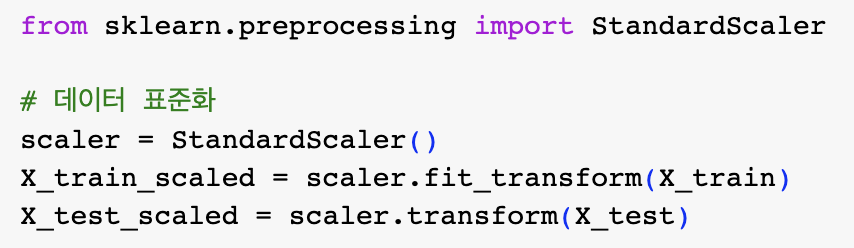 from sklearn.preprocessing import StandardScaler
# 데이터 표준화
scaler = StandardScaler()
X_train_scaled = scaler.fit_transform(X_train)
X_test_scaled = scaler.transform(X_test)